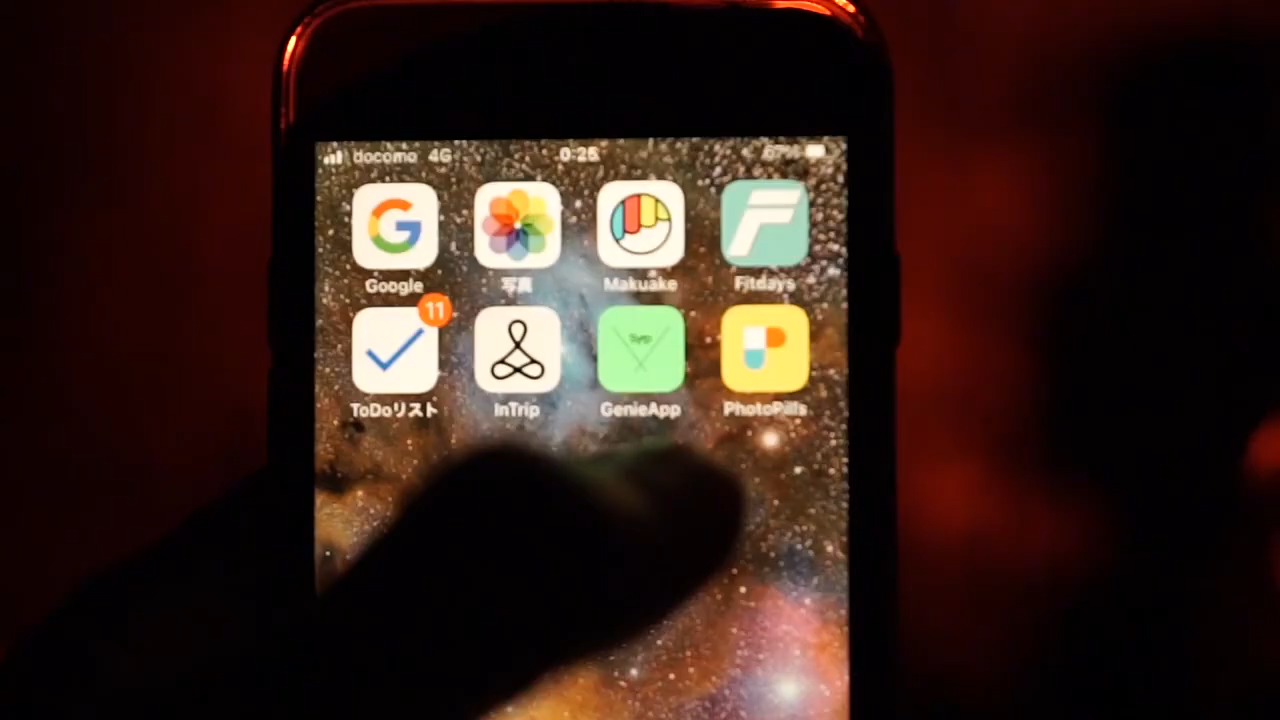 docomo 4G 0:25 67%
Google 写真 Makuake Fitdays
11
ToDoリスト InTrip GenieApp PhotoPills